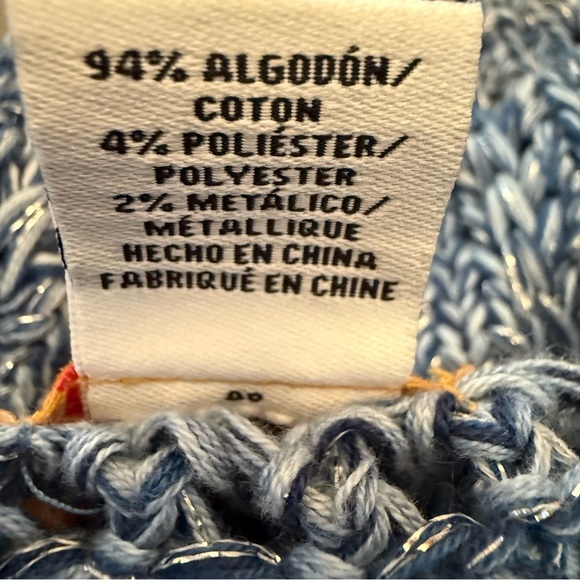 94% ALGODÓN/
COTON
4% POLIÉSTER/
POLYESTER
2% METÁLICO/
MÉTALLIQUE
HECHO EN CHINA
FABRIQUÉ EN CHINE